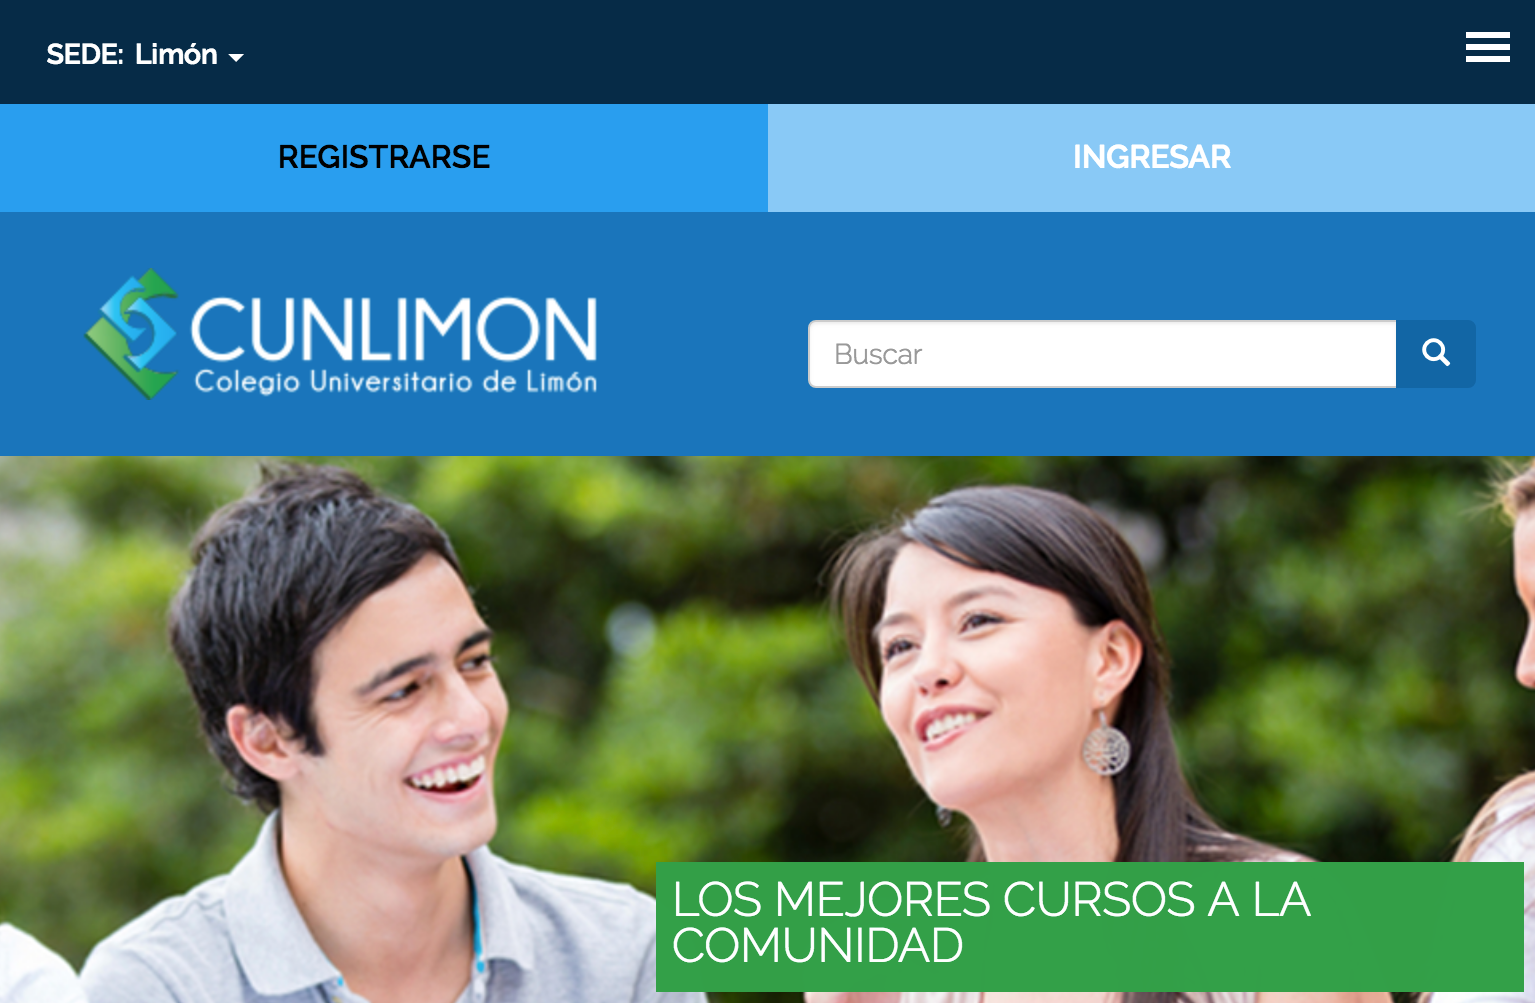 SEDE: Limón
REGISTRARSE
INGRESAR
CUNLIMON
Colegio Universitario de Limón
Buscar
LOS MEJORES CURSOS A LA
COMUNIDAD